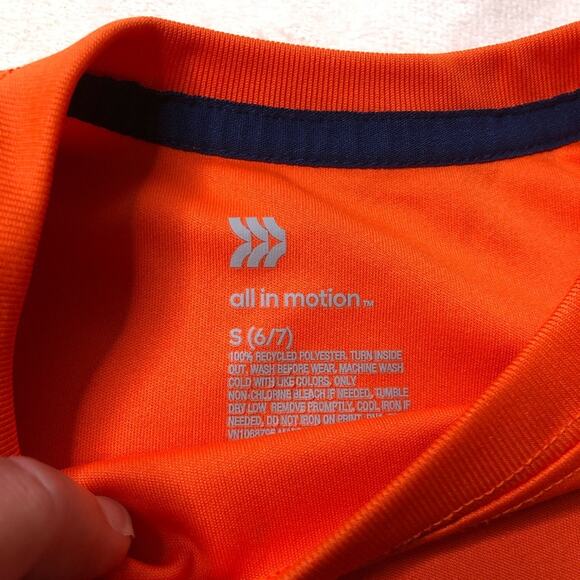 all in motion™
S (6/7)
100% RECYCLED POLYESTER. TURN INSIDE
OUT, WASH BEFORE WEAR, MACHINE WASH
COLD WITH LIKE COLORS, ONLY
NON-CHLORINE BLEACH IF NEEDED, TUMBLE
DRY LOW. REMOVE PROMPTLY, COOL IRON IF
NEEDED, DO NOT IRON ON PRINT.